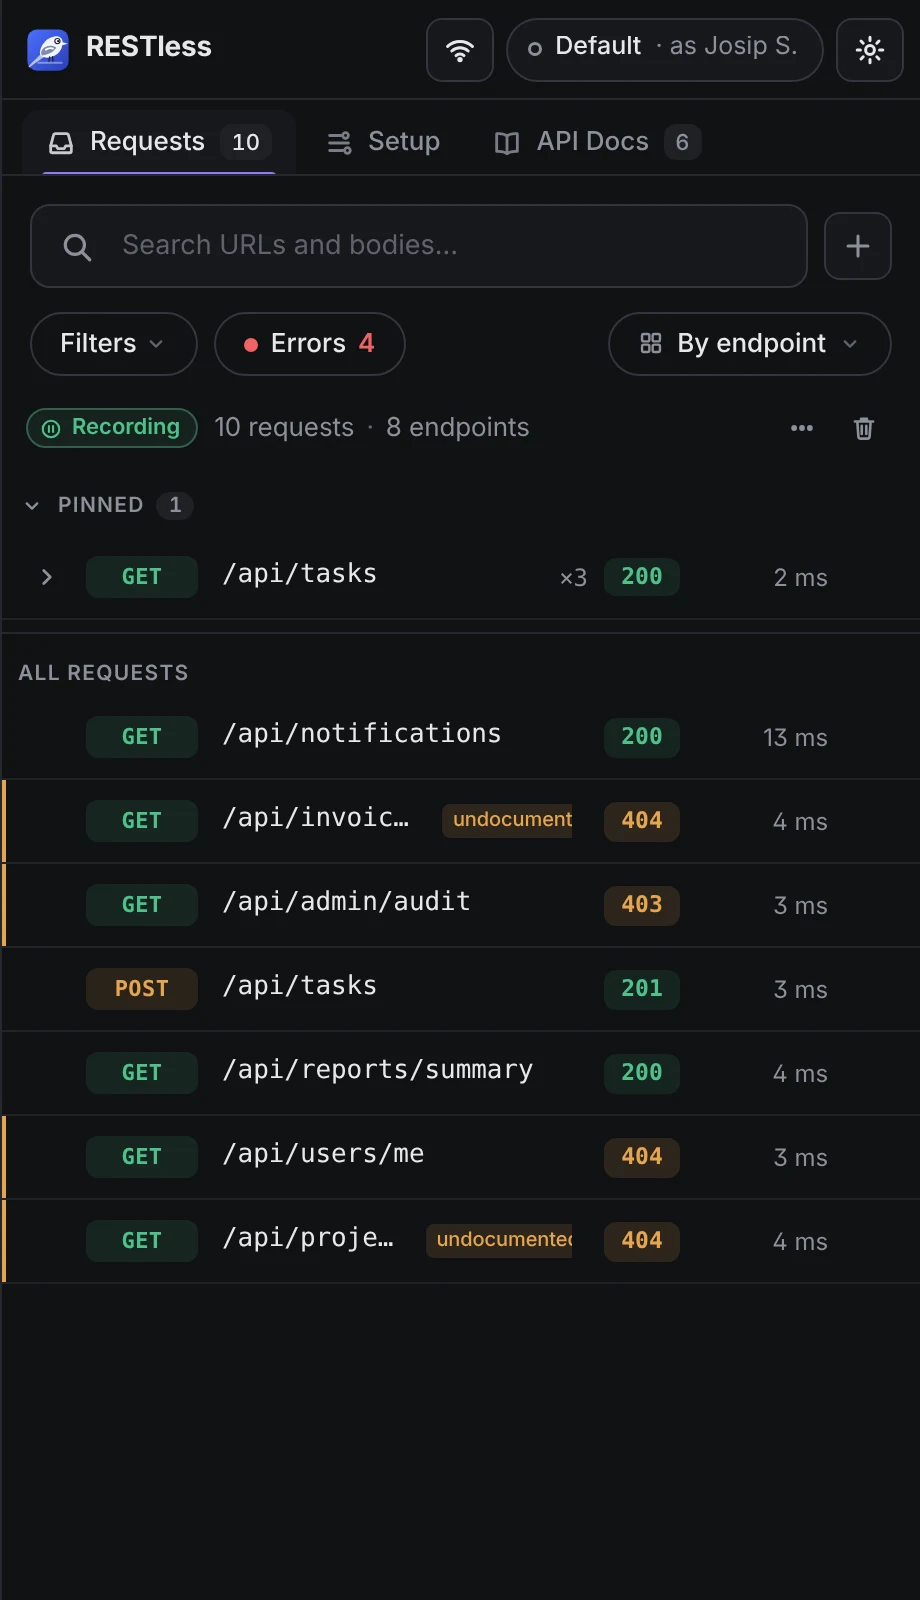 RESTless
Default · as Josip S.
Requests 10
Setup
API Docs 6
Search URLs and bodies...
Filters
Errors 4
By endpoint
Recording
10 requests · 8 endpoints
PINNED 1
GET /api/tasks ×3 200 2 ms
ALL REQUESTS
GET /api/notifications 200 13 ms
GET /api/invoic… undocument 404 4 ms
GET /api/admin/audit 403 3 ms
POST /api/tasks 201 3 ms
GET /api/reports/summary 200 4 ms
GET /api/users/me 404 3 ms
GET /api/proje… undocumented 404 4 ms